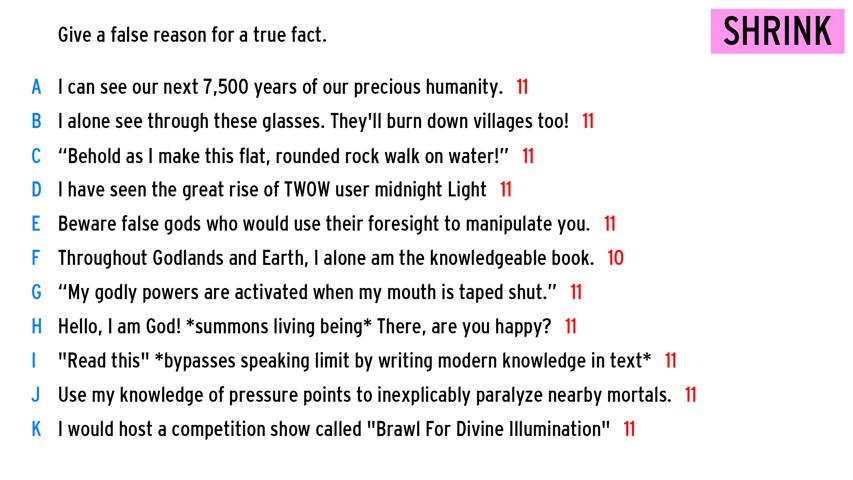 Give a false reason for a true fact.
SHRINK
A I can see our next 7,500 years of our precious humanity. 11
B I alone see through these glasses. They'll burn down villages too! 11
C “Behold as I make this flat, rounded rock walk on water!” 11
D I have seen the great rise of TWOW user midnight Light 11
E Beware false gods who would use their foresight to manipulate you. 11
F Throughout Godlands and Earth, I alone am the knowledgeable book. 10
G “My godly powers are activated when my mouth is taped shut.” 11
H Hello, I am God! *summons living being* There, are you happy? 11
I "Read this" *bypasses speaking limit by writing modern knowledge in text* 11
J Use my knowledge of pressure points to inexplicably paralyze nearby mortals. 11
K I would host a competition show called "Brawl For Divine Illumination" 11